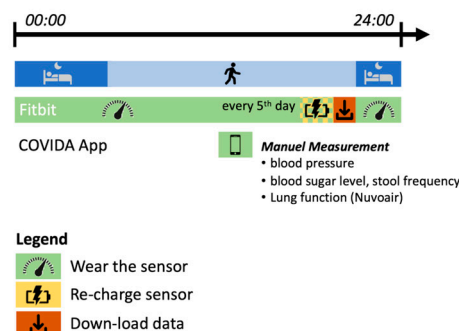 00:00 24:00
Fitbit every 5th day
COVIDA App
Manuel Measurement
• blood pressure
• blood sugar level, stool frequency
• Lung function (Nuvoair)
Legend
Wear the sensor
Re-charge sensor
Down-load data